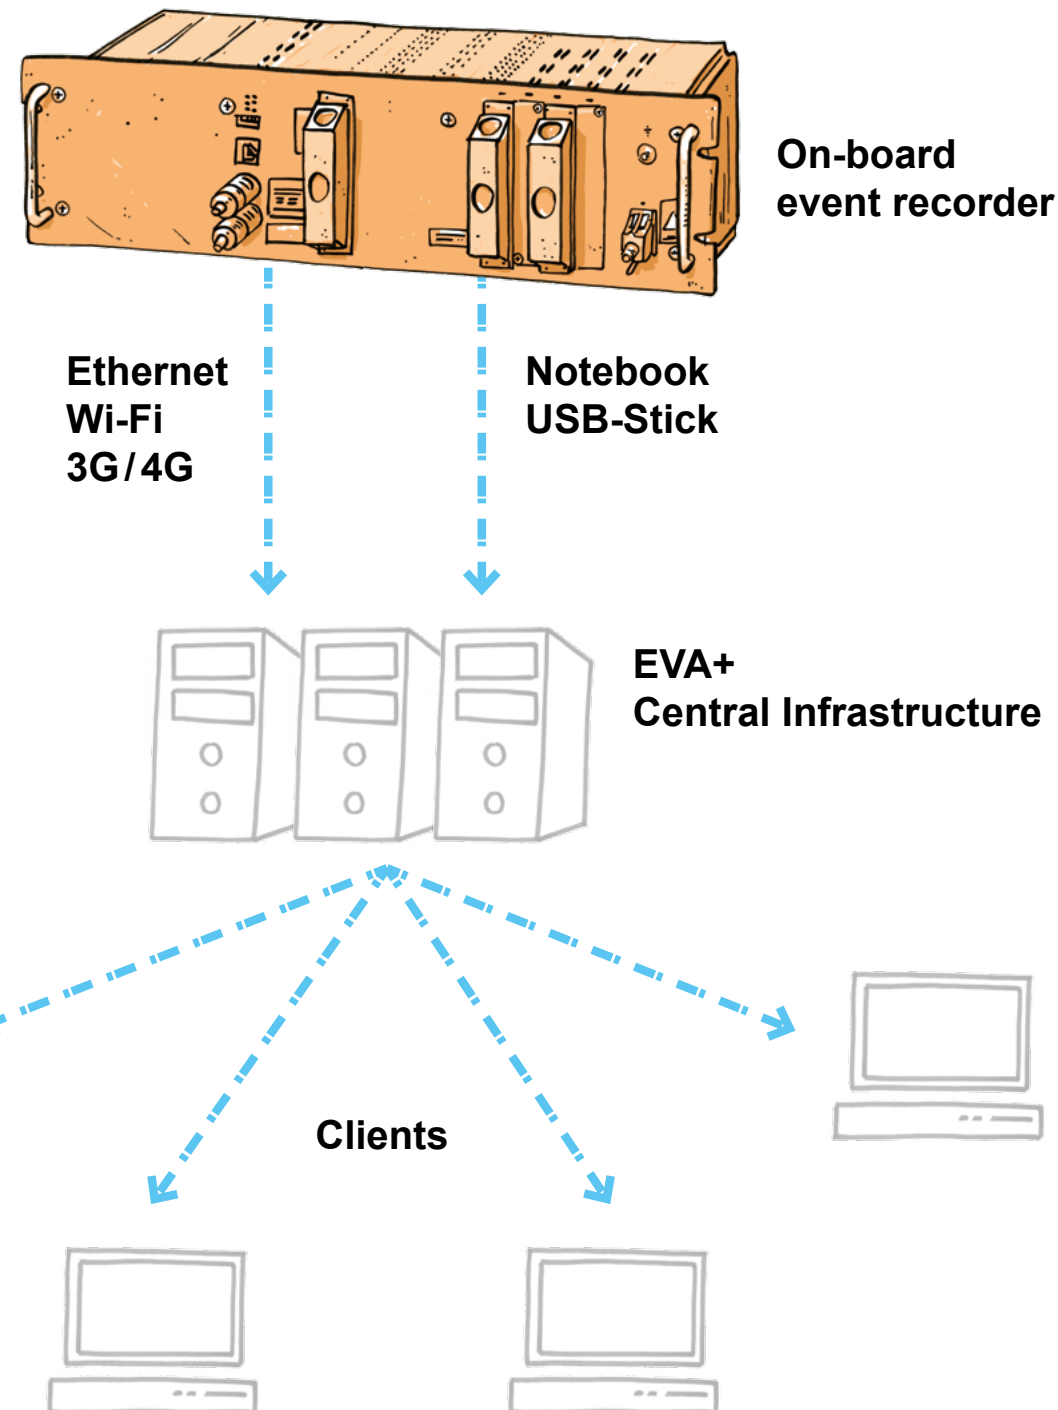 On-board
event recorder
Ethernet
Wi-Fi
3G/4G
Notebook
USB-Stick
EVA+
Central Infrastructure
Clients